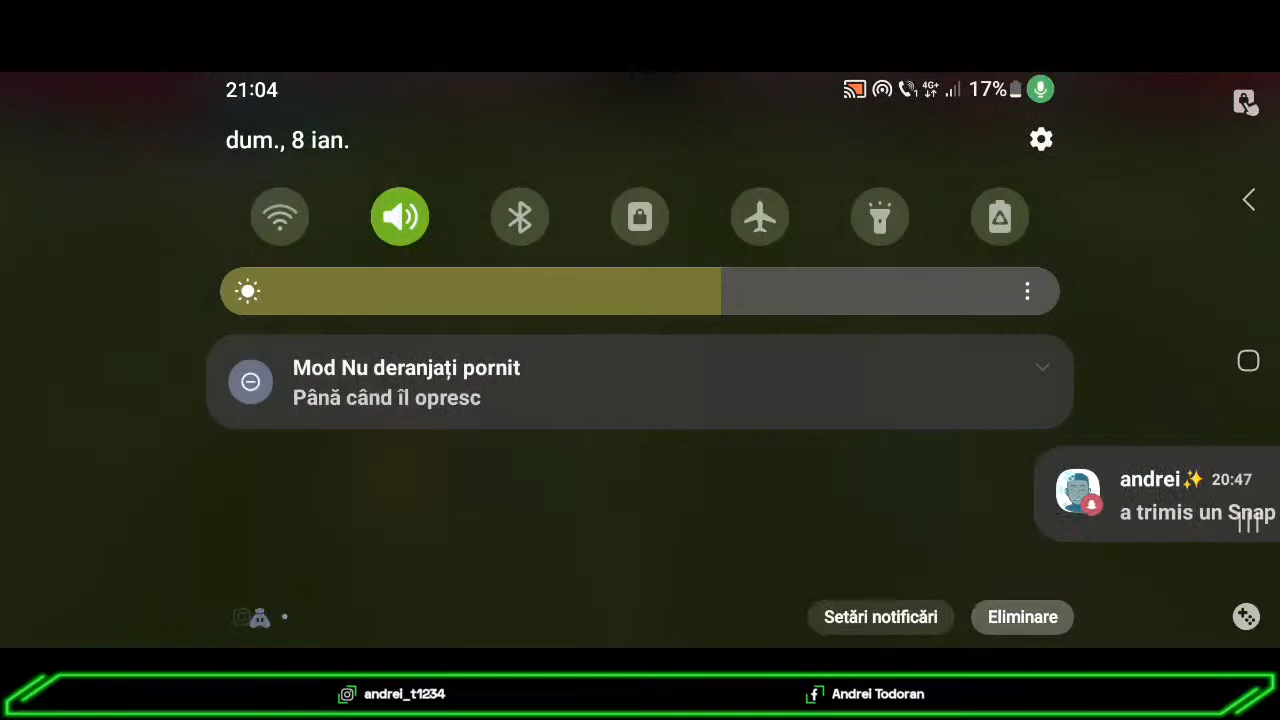 21:04
4G+ 17%
dum., 8 ian.
Mod Nu deranjați pornit
Până când îl opresc
andrei✨ 20:47
a trimis un Snap
Setări notificări
Eliminare
andrei_t1234
Andrei Todoran